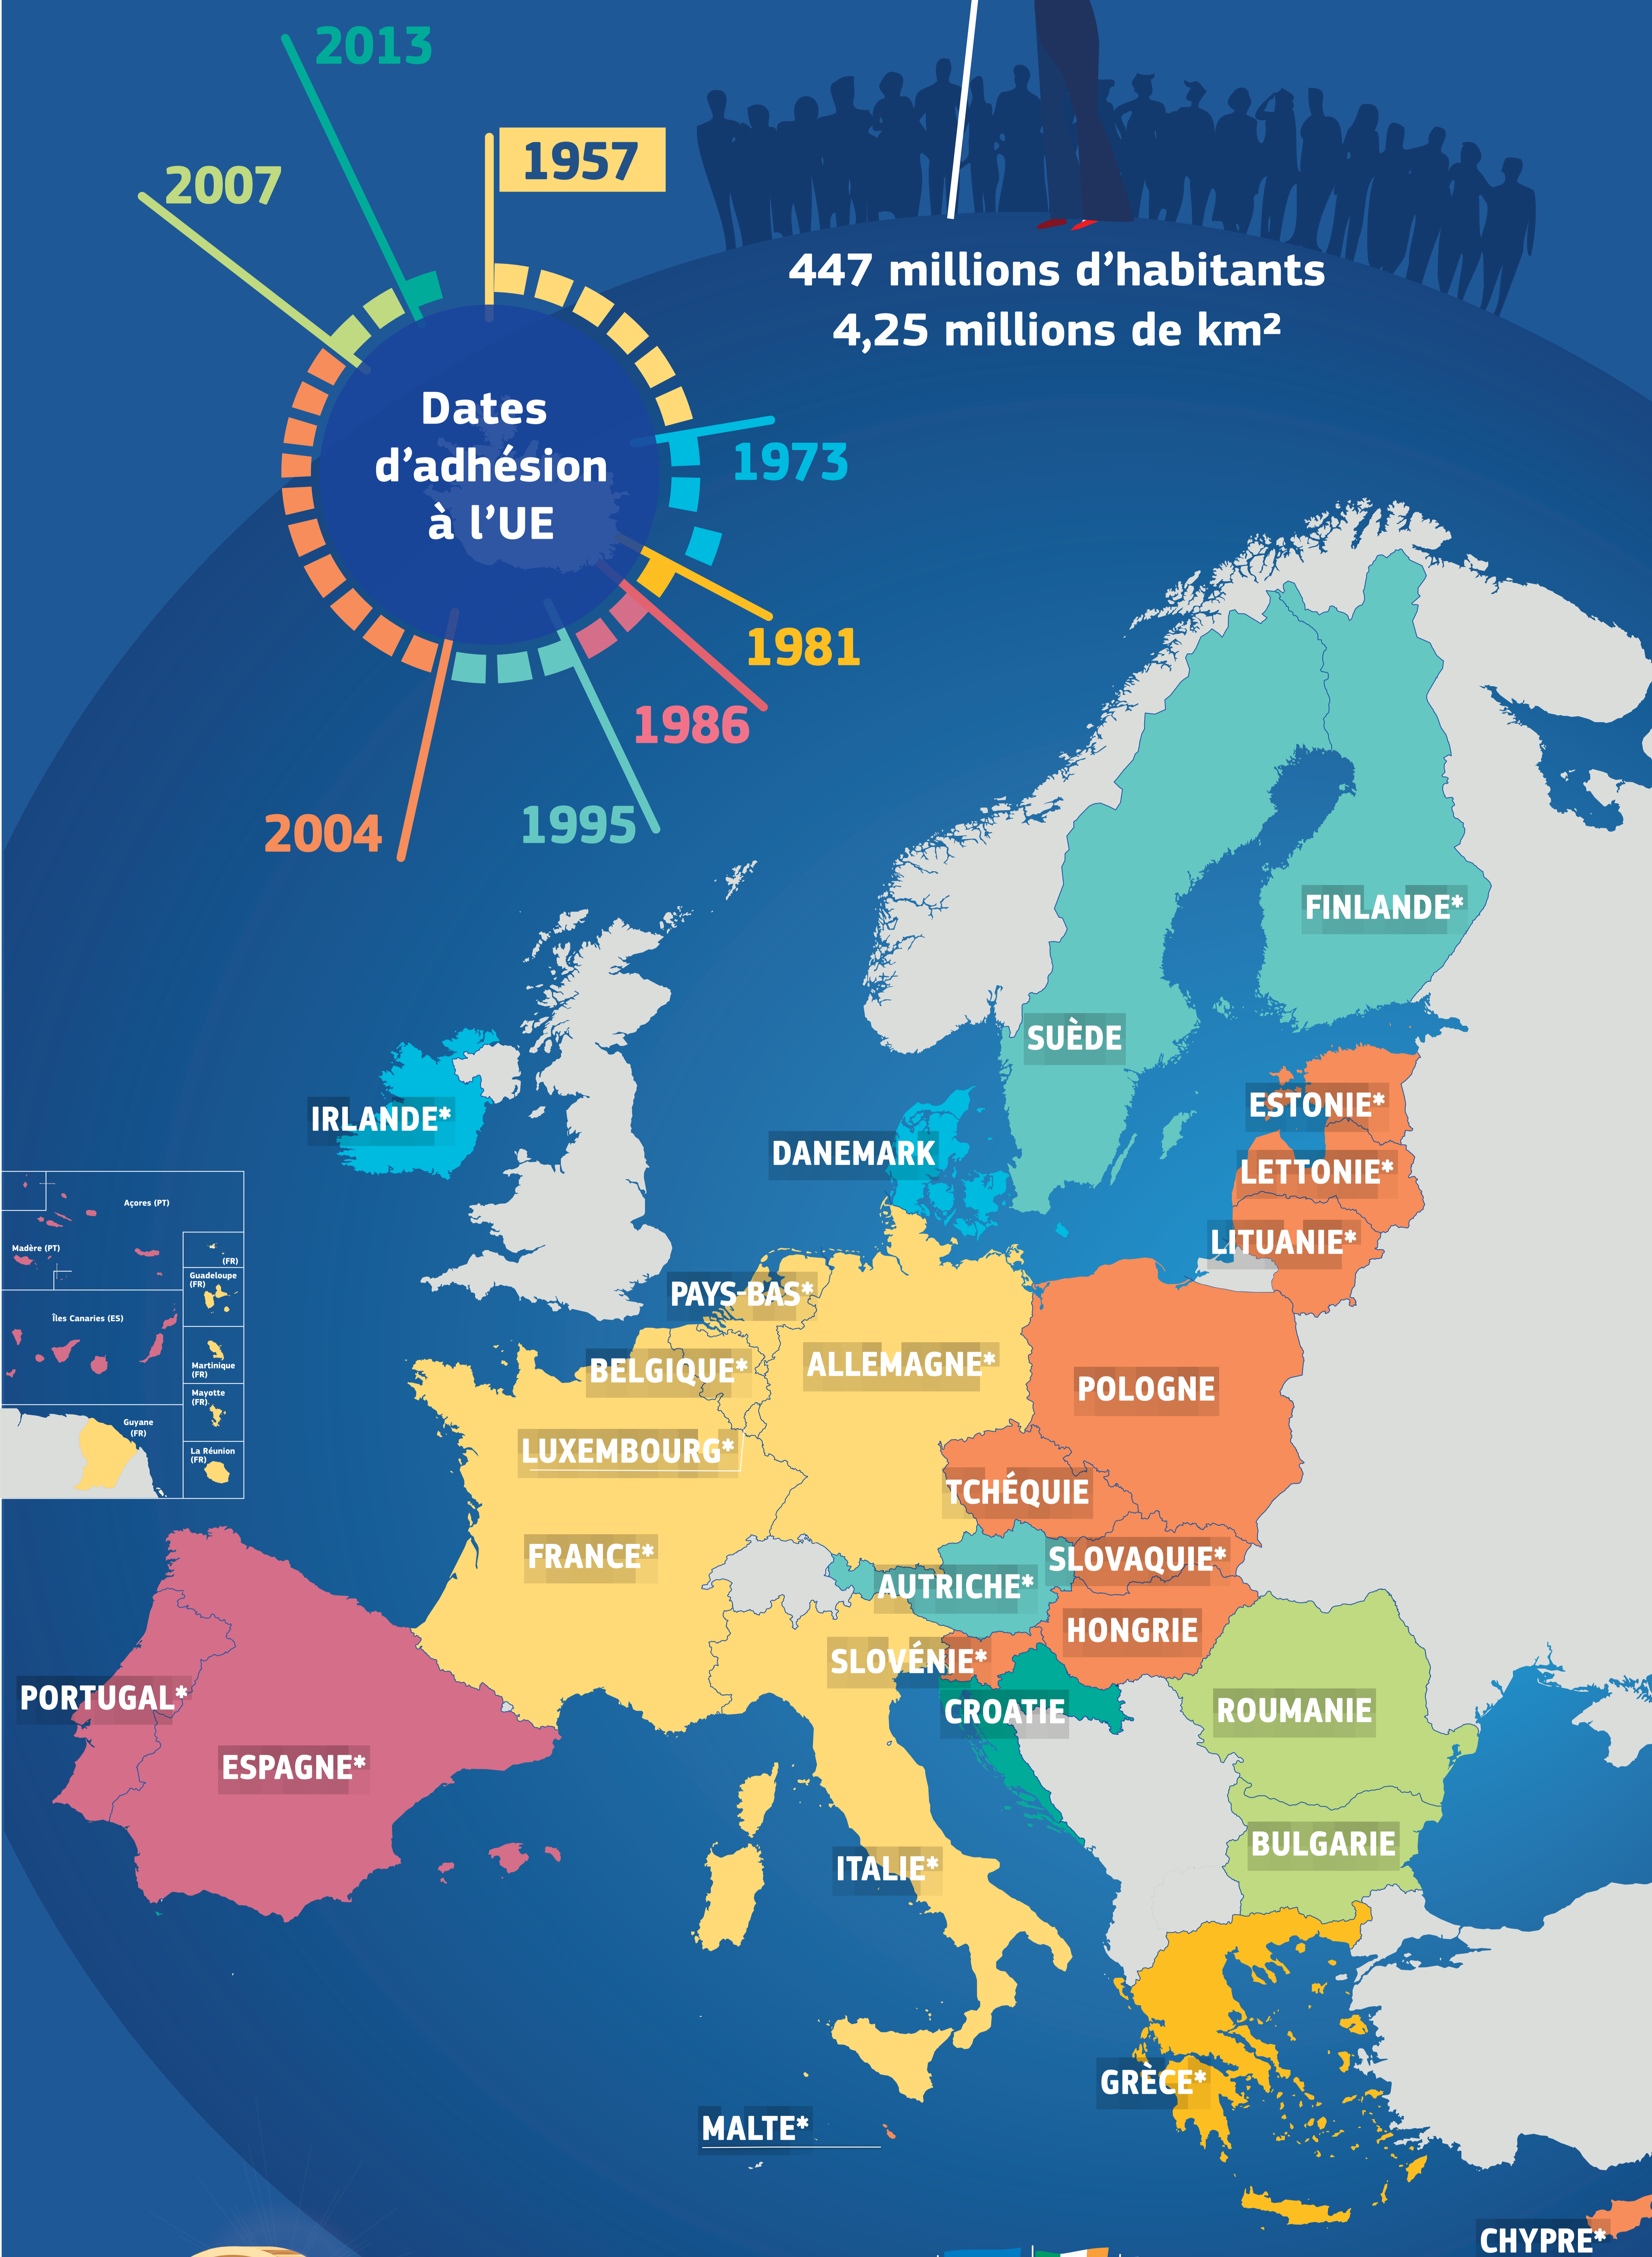 2013
1957
2007
447 millions d'habitants
4,25 millions de km²
Dates
d'adhésion
à l'UE
1973
1981
1986
1995
2004
FINLANDE*
SUÈDE
ESTONIE*
IRLANDE*
DANEMARK
LETTONIE*
Açores (PT)
LITUANIE*
Madère (PT)
(FR)
Guadeloupe
(FR)
PAYS-BAS*
Îles Canaries (ES)
Martinique
(FR)
BELGIQUE*
ALLEMAGNE*
POLOGNE
Mayotte
(FR)
Guyane
(FR)
La Réunion
(FR)
LUXEMBOURG*
TCHÉQUIE
FRANCE*
SLOVAQUIE*
AUTRICHE*
HONGRIE
SLOVÉNIE*
PORTUGAL*
CROATIE
ROUMANIE
ESPAGNE*
BULGARIE
ITALIE*
GRÈCE*
MALTE*
CHYPRE*